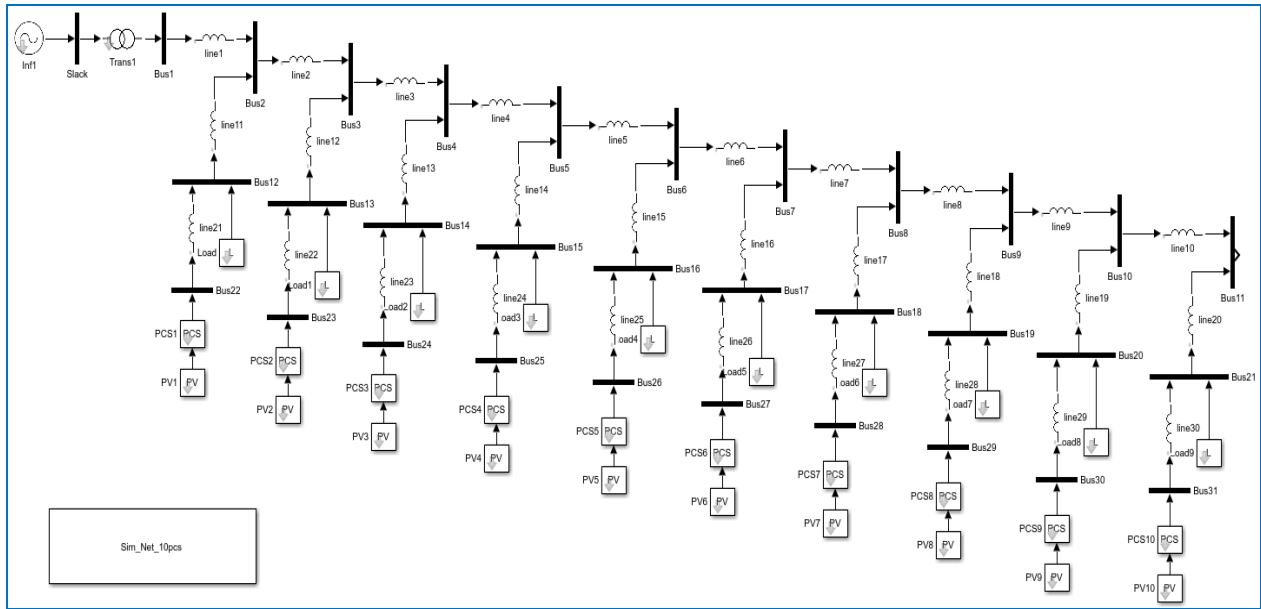 Inf1
Slack
Trans1
Bus1
line1
Bus2
line2
Bus3
line3
Bus4
line4
Bus5
line5
Bus6
line6
Bus7
line7
Bus8
line8
Bus9
line9
Bus10
line10
Bus11
line11
Bus12
line21
Load
L
Bus22
PCS1
PCS
PV1
PV
line12
Bus13
line22
Load1
L
Bus23
PCS2
PCS
PV2
PV
line13
Bus14
line23
oad2
L
Bus24
PCS3
PCS
PV3
PV
line14
Bus15
line24
oad3
L
Bus25
PCS4
PCS
PV4
PV
line15
Bus16
line25
oad4
L
Bus26
PCS5
PCS
PV5
PV
line16
Bus17
line26
Load5
L
Bus27
PCS6
PCS
PV6
PV
line17
Bus18
line27
oad6
L
Bus28
PCS7
PCS
PV7
PV
line18
Bus19
line28
oad7
L
Bus29
PCS8
PCS
PV8
PV
line19
Bus20
line29
Load8
L
Bus30
PCS9
PCS
PV9
PV
line20
Bus21
line30
Load9
L
Bus31
PCS10
PCS
PV10
PV
Sim_Net_10pcs